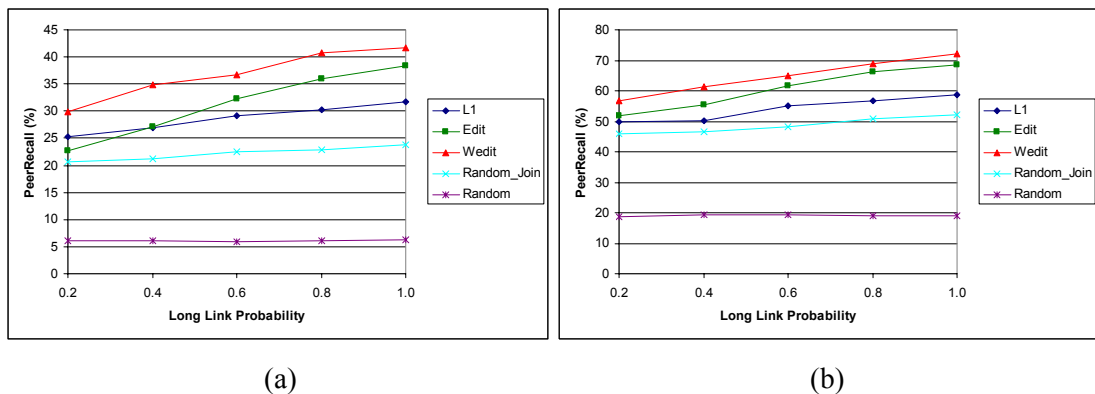 45
40
35
30
25
20
15
10
5
0
PeerRecall (%)
0.2 0.4 0.6 0.8 1.0
Long Link Probability
L1
Edit
Wedit
Random_Join
Random
(a)
80
70
60
50
40
30
20
10
0
PeerRecall (%)
0.2 0.4 0.6 0.8 1.0
Long Link Probability
L1
Edit
Wedit
Random_Join
Random
(b)